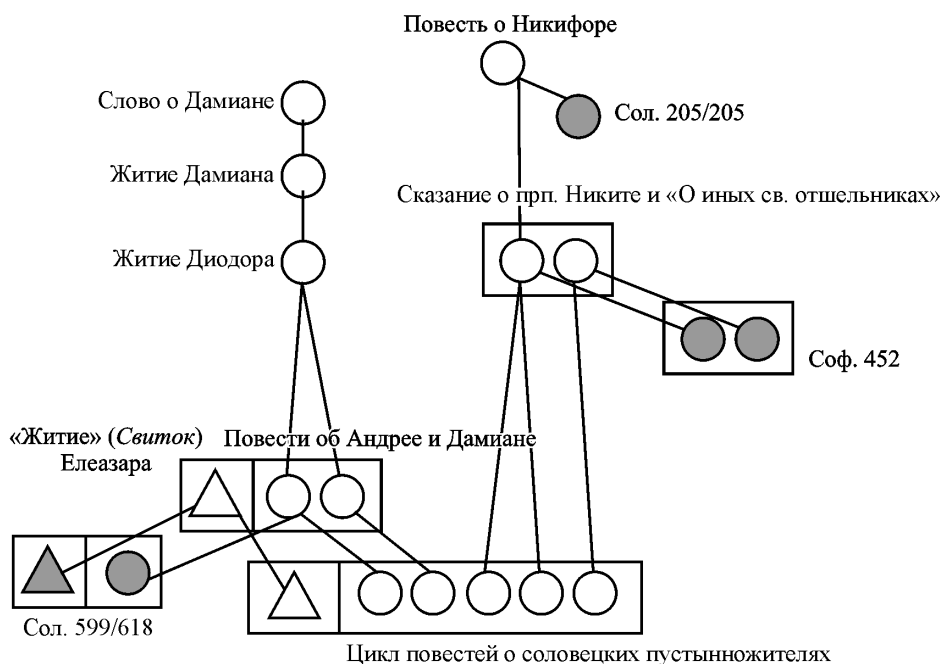 Повесть о Никифоре
Слово о Дамиане
Сол. 205/205
Житие Дамиана
Сказание о прп. Никите и «О иных св. отшельниках»
Житие Диодора
Соф. 452
«Житие» (Свиток)
Елеазара
Повести об Андрее и Дамиане
Сол. 599/618
Цикл повестей о соловецких пустынножителях